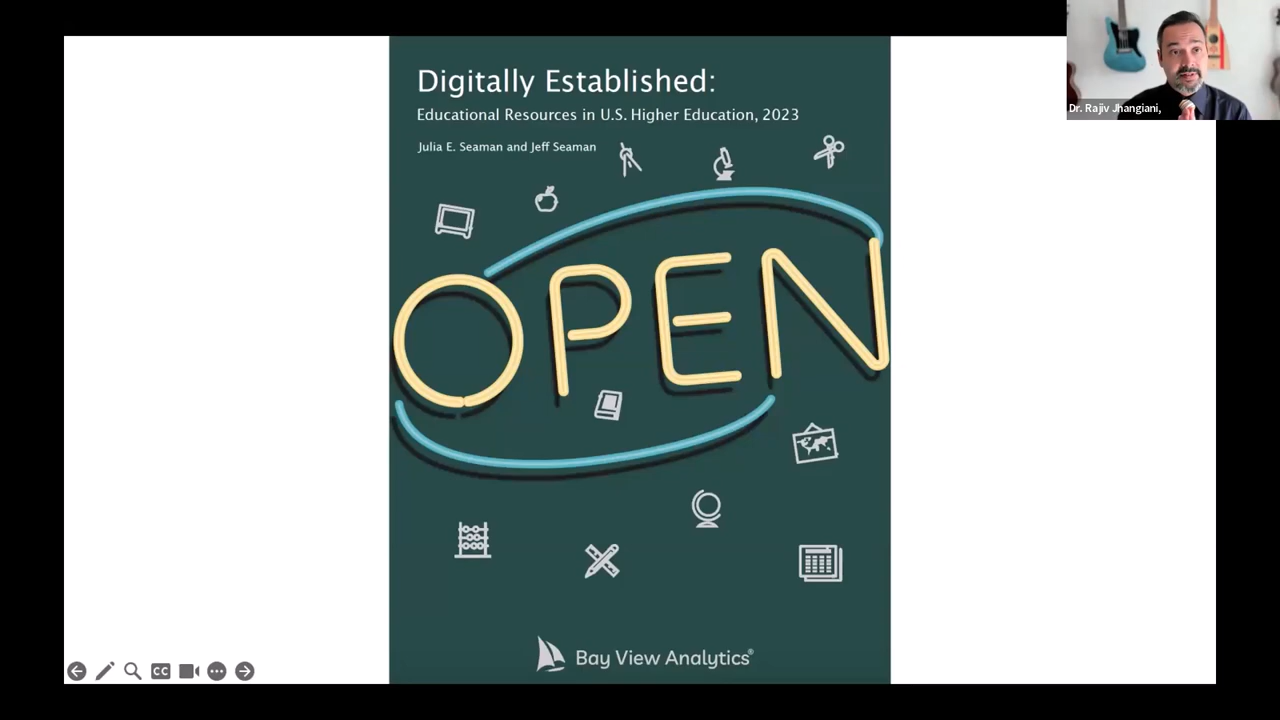 Digitally Established:
Educational Resources in U.S. Higher Education, 2023
Julia E. Seaman and Jeff Seaman
OPEN
Bay View Analytics®
Dr. Rajiv Jhangiani,
CC